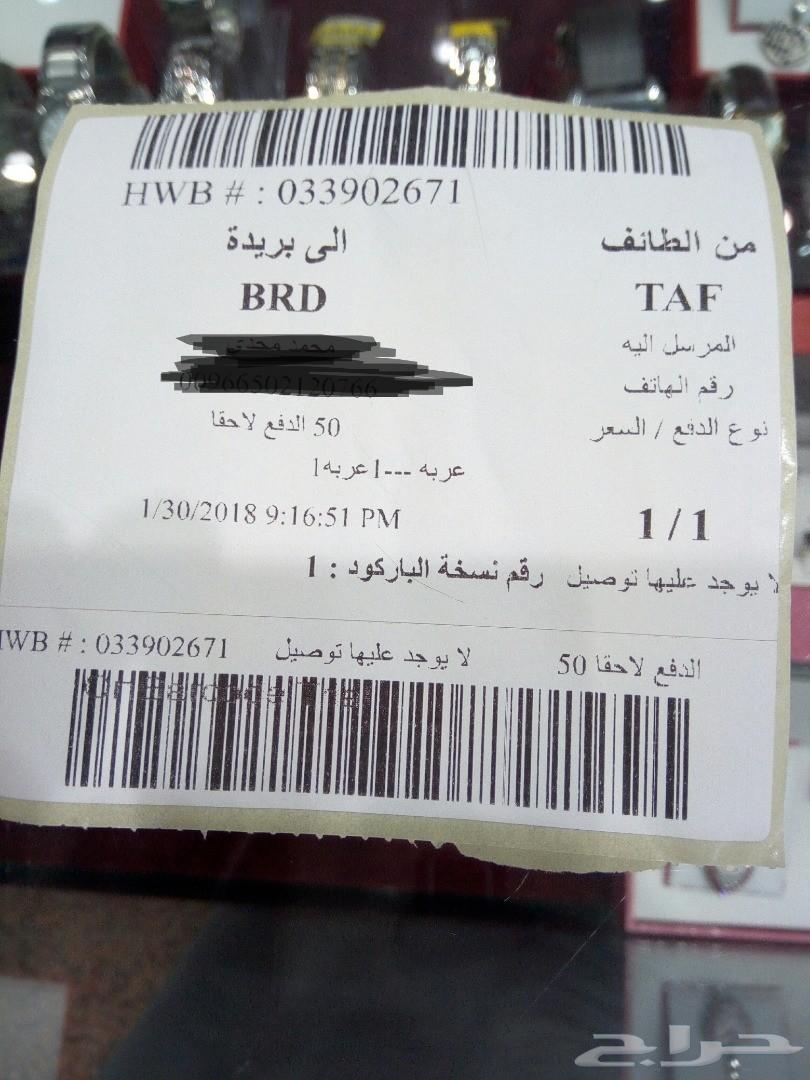 HWB # : 033902671
من الطائف الى بريدة
TAF BRD
المرسل اليه
رقم الهاتف
نوع الدفع / السعر 50 الدفع لاحقا
عربه ---1عربه1
1/1 1/30/2018 9:16:51 PM
لا يوجد عليها توصيل رقم نسخة الباركود : 1
الدفع لاحقا 50 لا يوجد عليها توصيل HWB # : 033902671
حراج